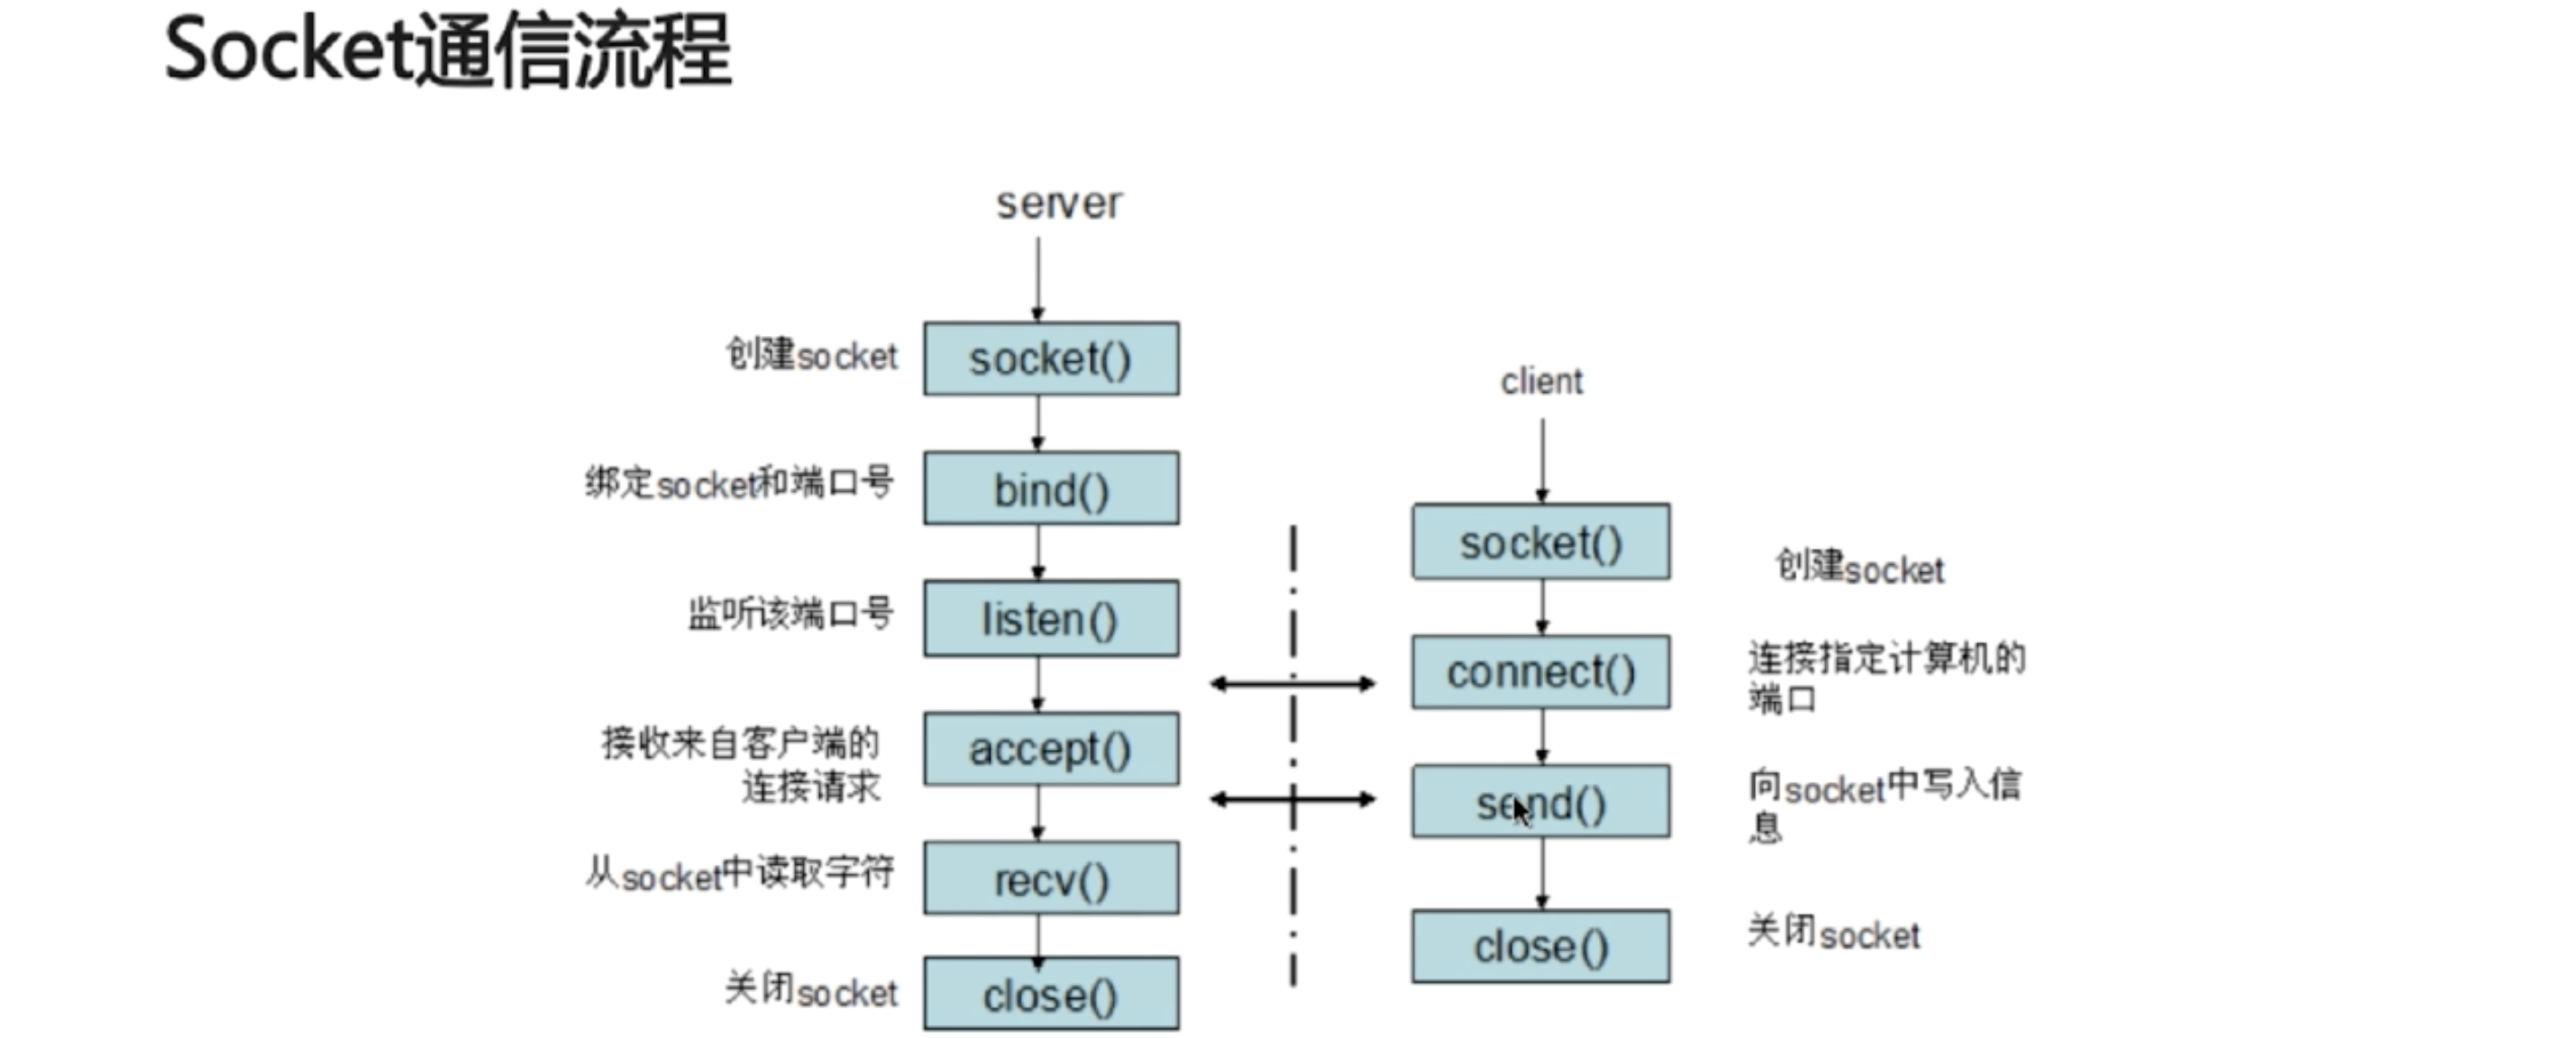 Socket通信流程
server
创建socket
socket()
绑定socket和端口号
bind()
监听该端口号
listen()
接收来自客户端的
连接请求
accept()
从socket中读取字符
recv()
关闭socket
close()
client
socket()
创建socket
connect()
连接指定计算机的
端口
send()
向socket中写入信
息
close()
关闭socket